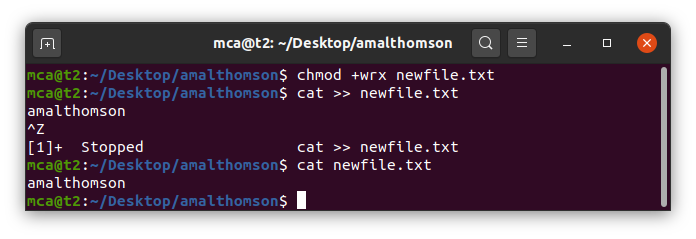 mca@t2: ~/Desktop/amalthomson
mca@t2:~/Desktop/amalthomson$ chmod +wrx newfile.txt
mca@t2:~/Desktop/amalthomson$ cat >> newfile.txt
amalthomson
^Z
[1]+  Stopped                 cat >> newfile.txt
mca@t2:~/Desktop/amalthomson$ cat newfile.txt
amalthomson
mca@t2:~/Desktop/amalthomson$